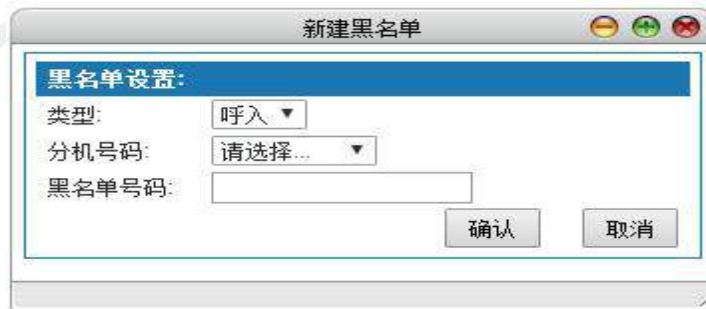 新建黑名单
黑名单设置:
类型: 呼入
分机号码: 请选择...
黑名单号码:
确认 取消